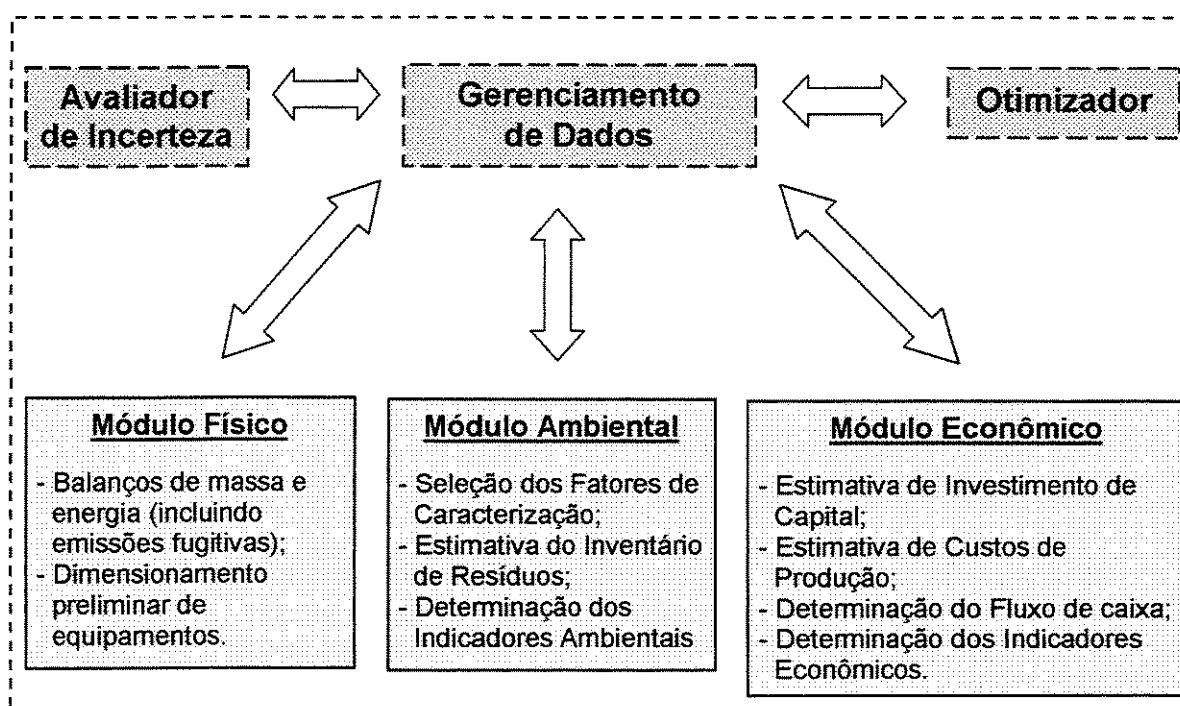 Avaliador
de Incerteza
Gerenciamento
de Dados
Otimizador
Módulo Físico
- Balanços de massa e
energia (incluindo
emissões fugitivas);
- Dimensionamento
preliminar de
equipamentos.
Módulo Ambiental
- Seleção dos Fatores de
Caracterização;
- Estimativa do Inventário
de Resíduos;
- Determinação dos
Indicadores Ambientais
Módulo Econômico
- Estimativa de Investimento de
Capital;
- Estimativa de Custos de
Produção;
- Determinação do Fluxo de caixa;
- Determinação dos Indicadores
Econômicos.